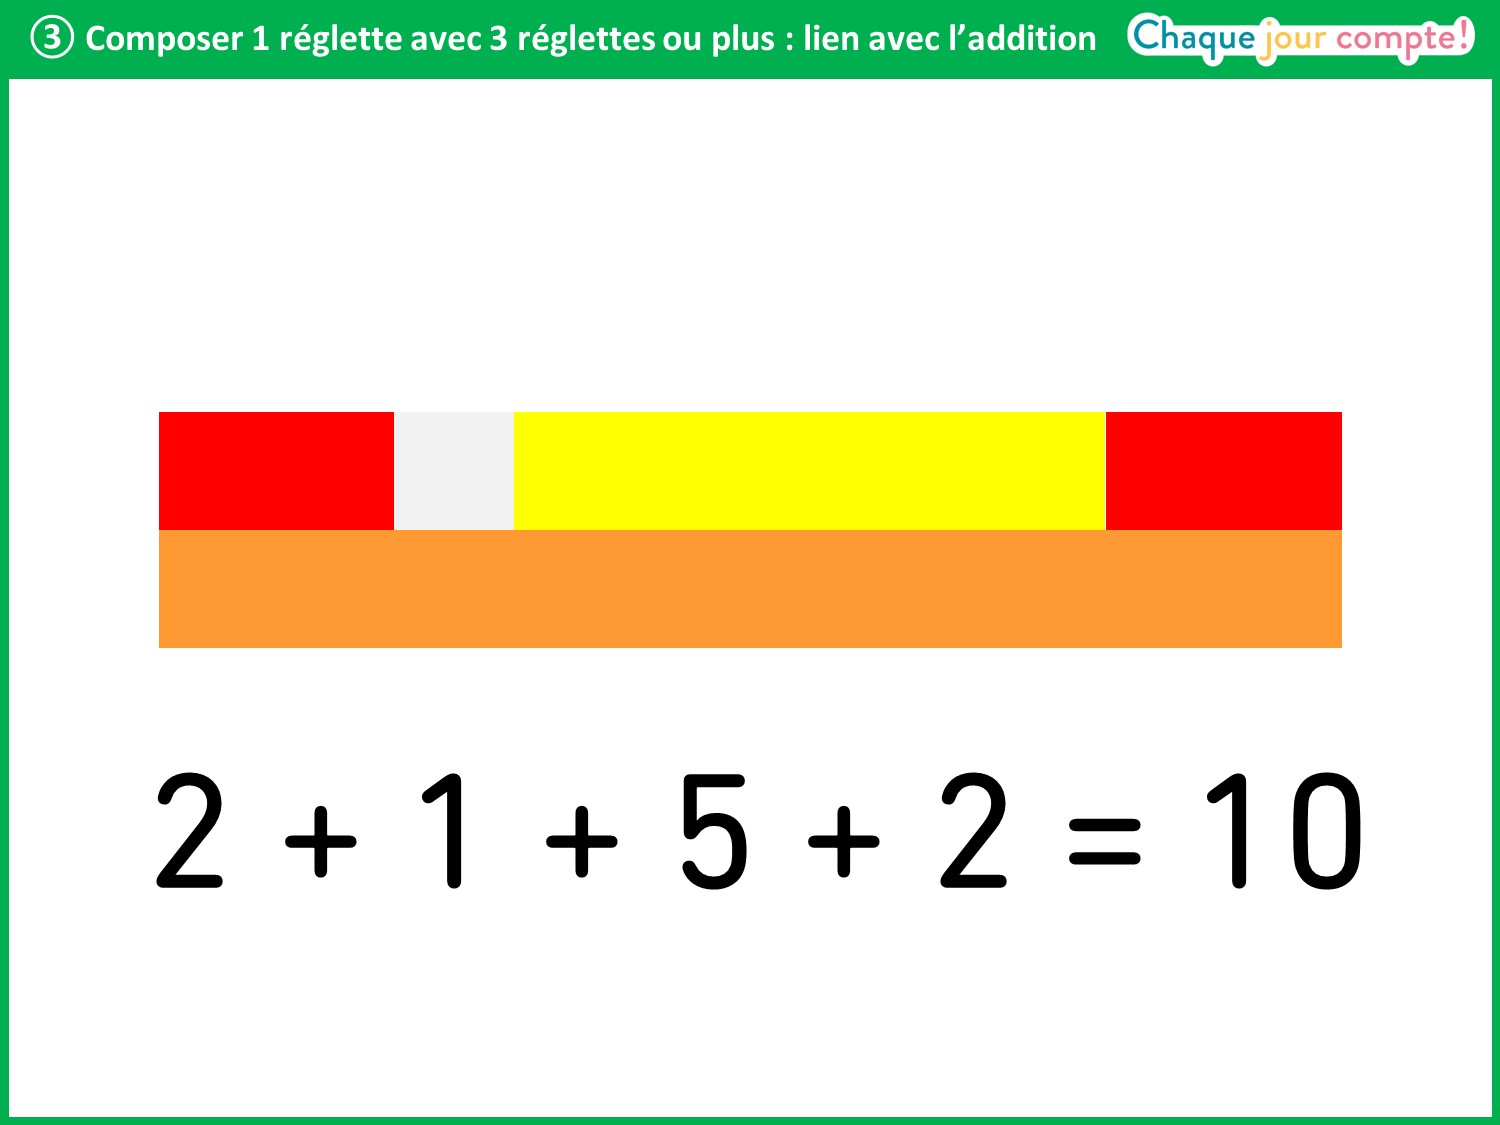 ③ Composer 1 réglette avec 3 réglettes ou plus : lien avec l’addition
Chaque jour compte!
2 + 1 + 5 + 2 = 10